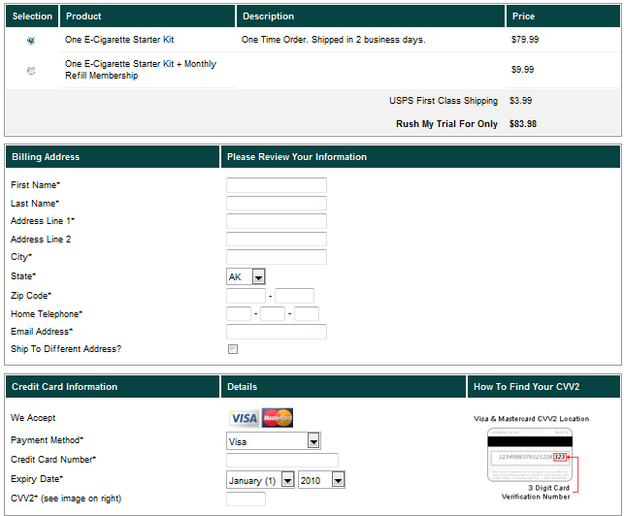 Selection Product Description Price
One E-Cigarette Starter Kit One Time Order. Shipped in 2 business days. $79.99
One E-Cigarette Starter Kit + Monthly
Refill Membership $9.99
USPS First Class Shipping $3.99
Rush My Trial For Only $83.98
Billing Address Please Review Your Information
First Name*
Last Name*
Address Line 1*
Address Line 2
City*
State* AK
Zip Code* -
Home Telephone* - -
Email Address*
Ship To Different Address?
Credit Card Information Details How To Find Your CVV2
We Accept VISA MasterCard
Visa & Mastercard CVV2 Location
Payment Method* Visa
Credit Card Number*
Expiry Date* January (1) 2010
CVV2* (see image on right)
123
3 Digit Card
Verification Number